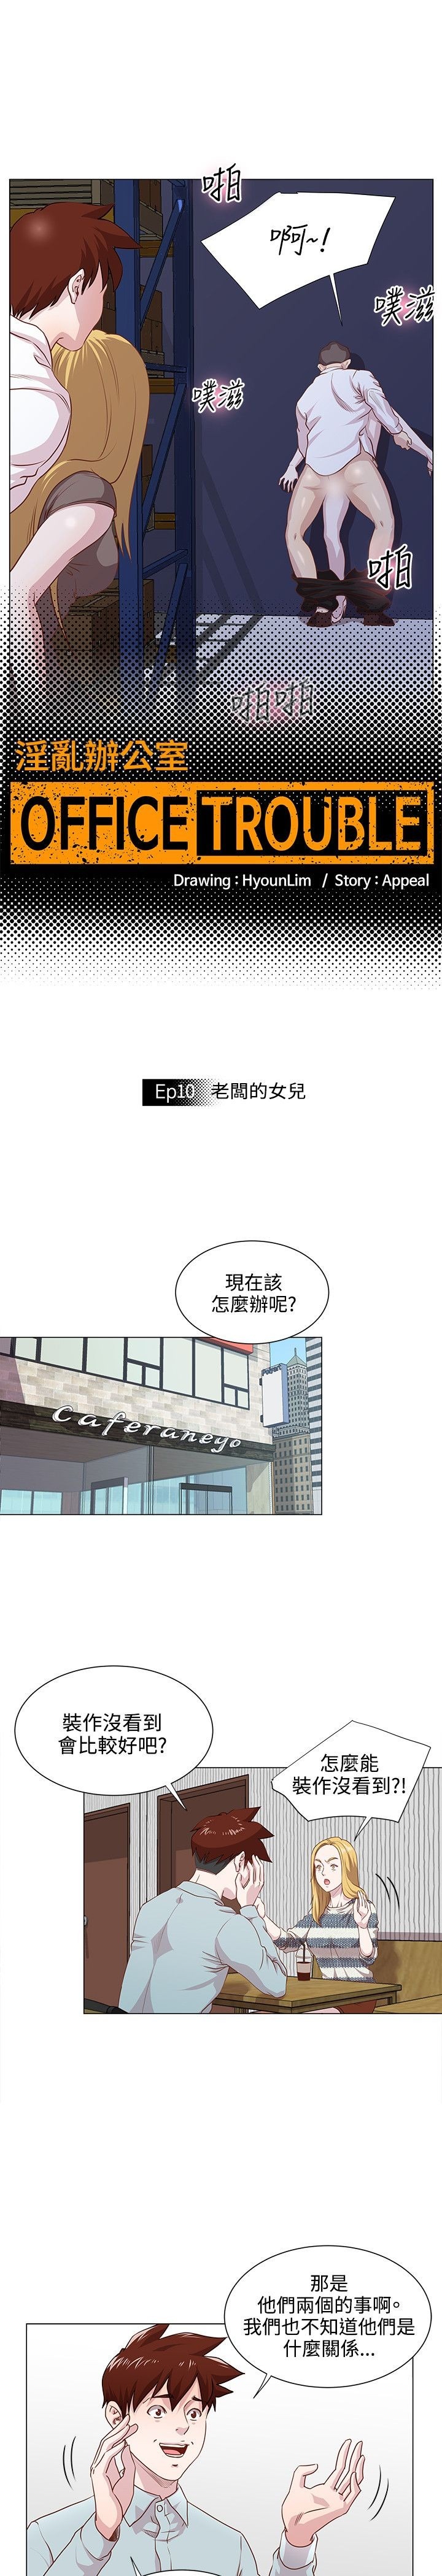 啪
啊~!
噗滋
噗滋
啪
啪啪
淫亂辦公室
OFFICE TROUBLE
Drawing : HyounLim / Story : Appeal
Ep10 老闆的女兒
現在該
怎麼辦呢?
Caferaneyo
裝作沒看到
會比較好吧?
怎麼能
裝作沒看到?!
那是
他們兩個的事啊。
我們也不知道他們是
什麼關係...